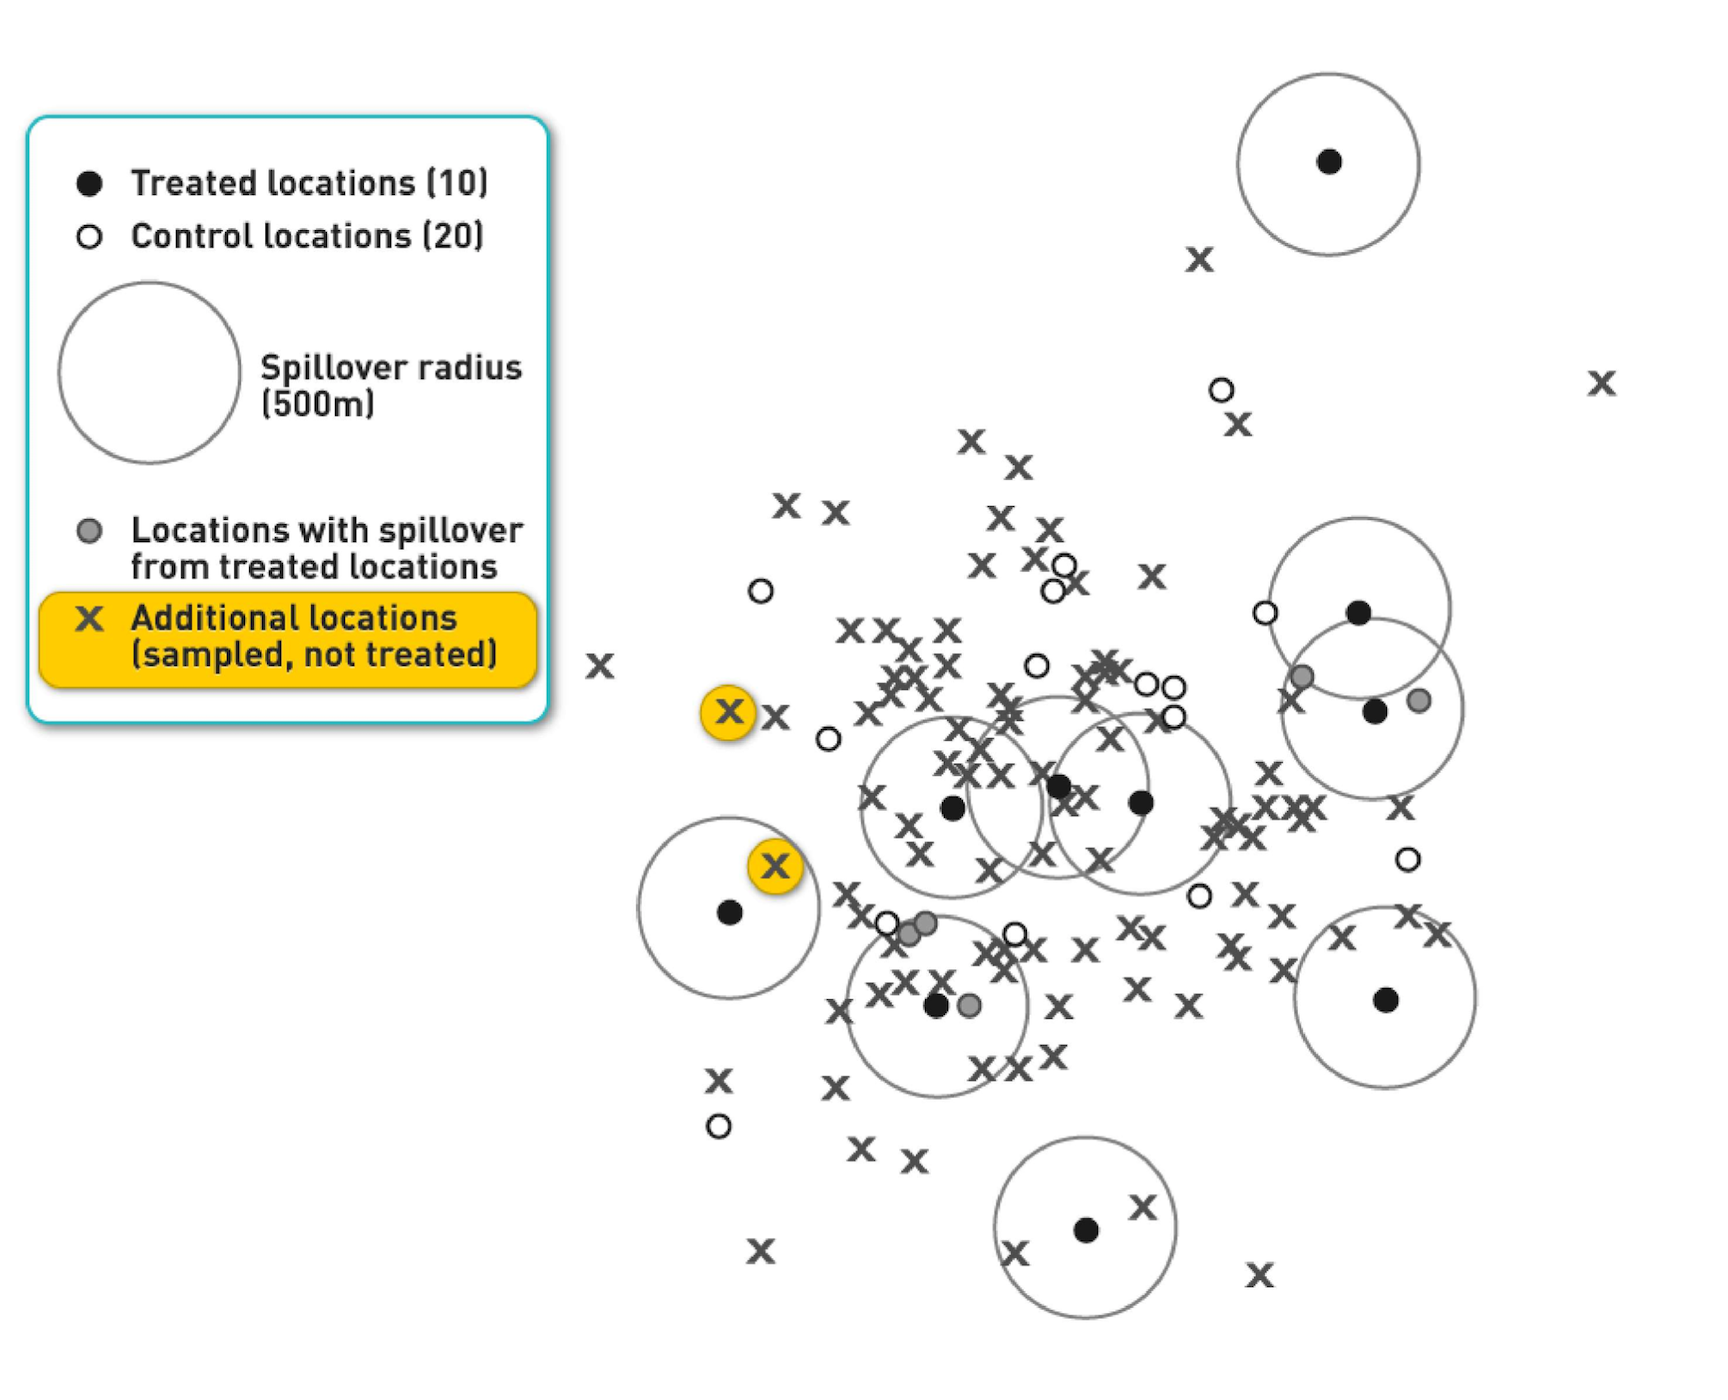 Treated locations (10)
Control locations (20)
Spillover radius
(500m)
Locations with spillover
from treated locations
Additional locations
(sampled, not treated)